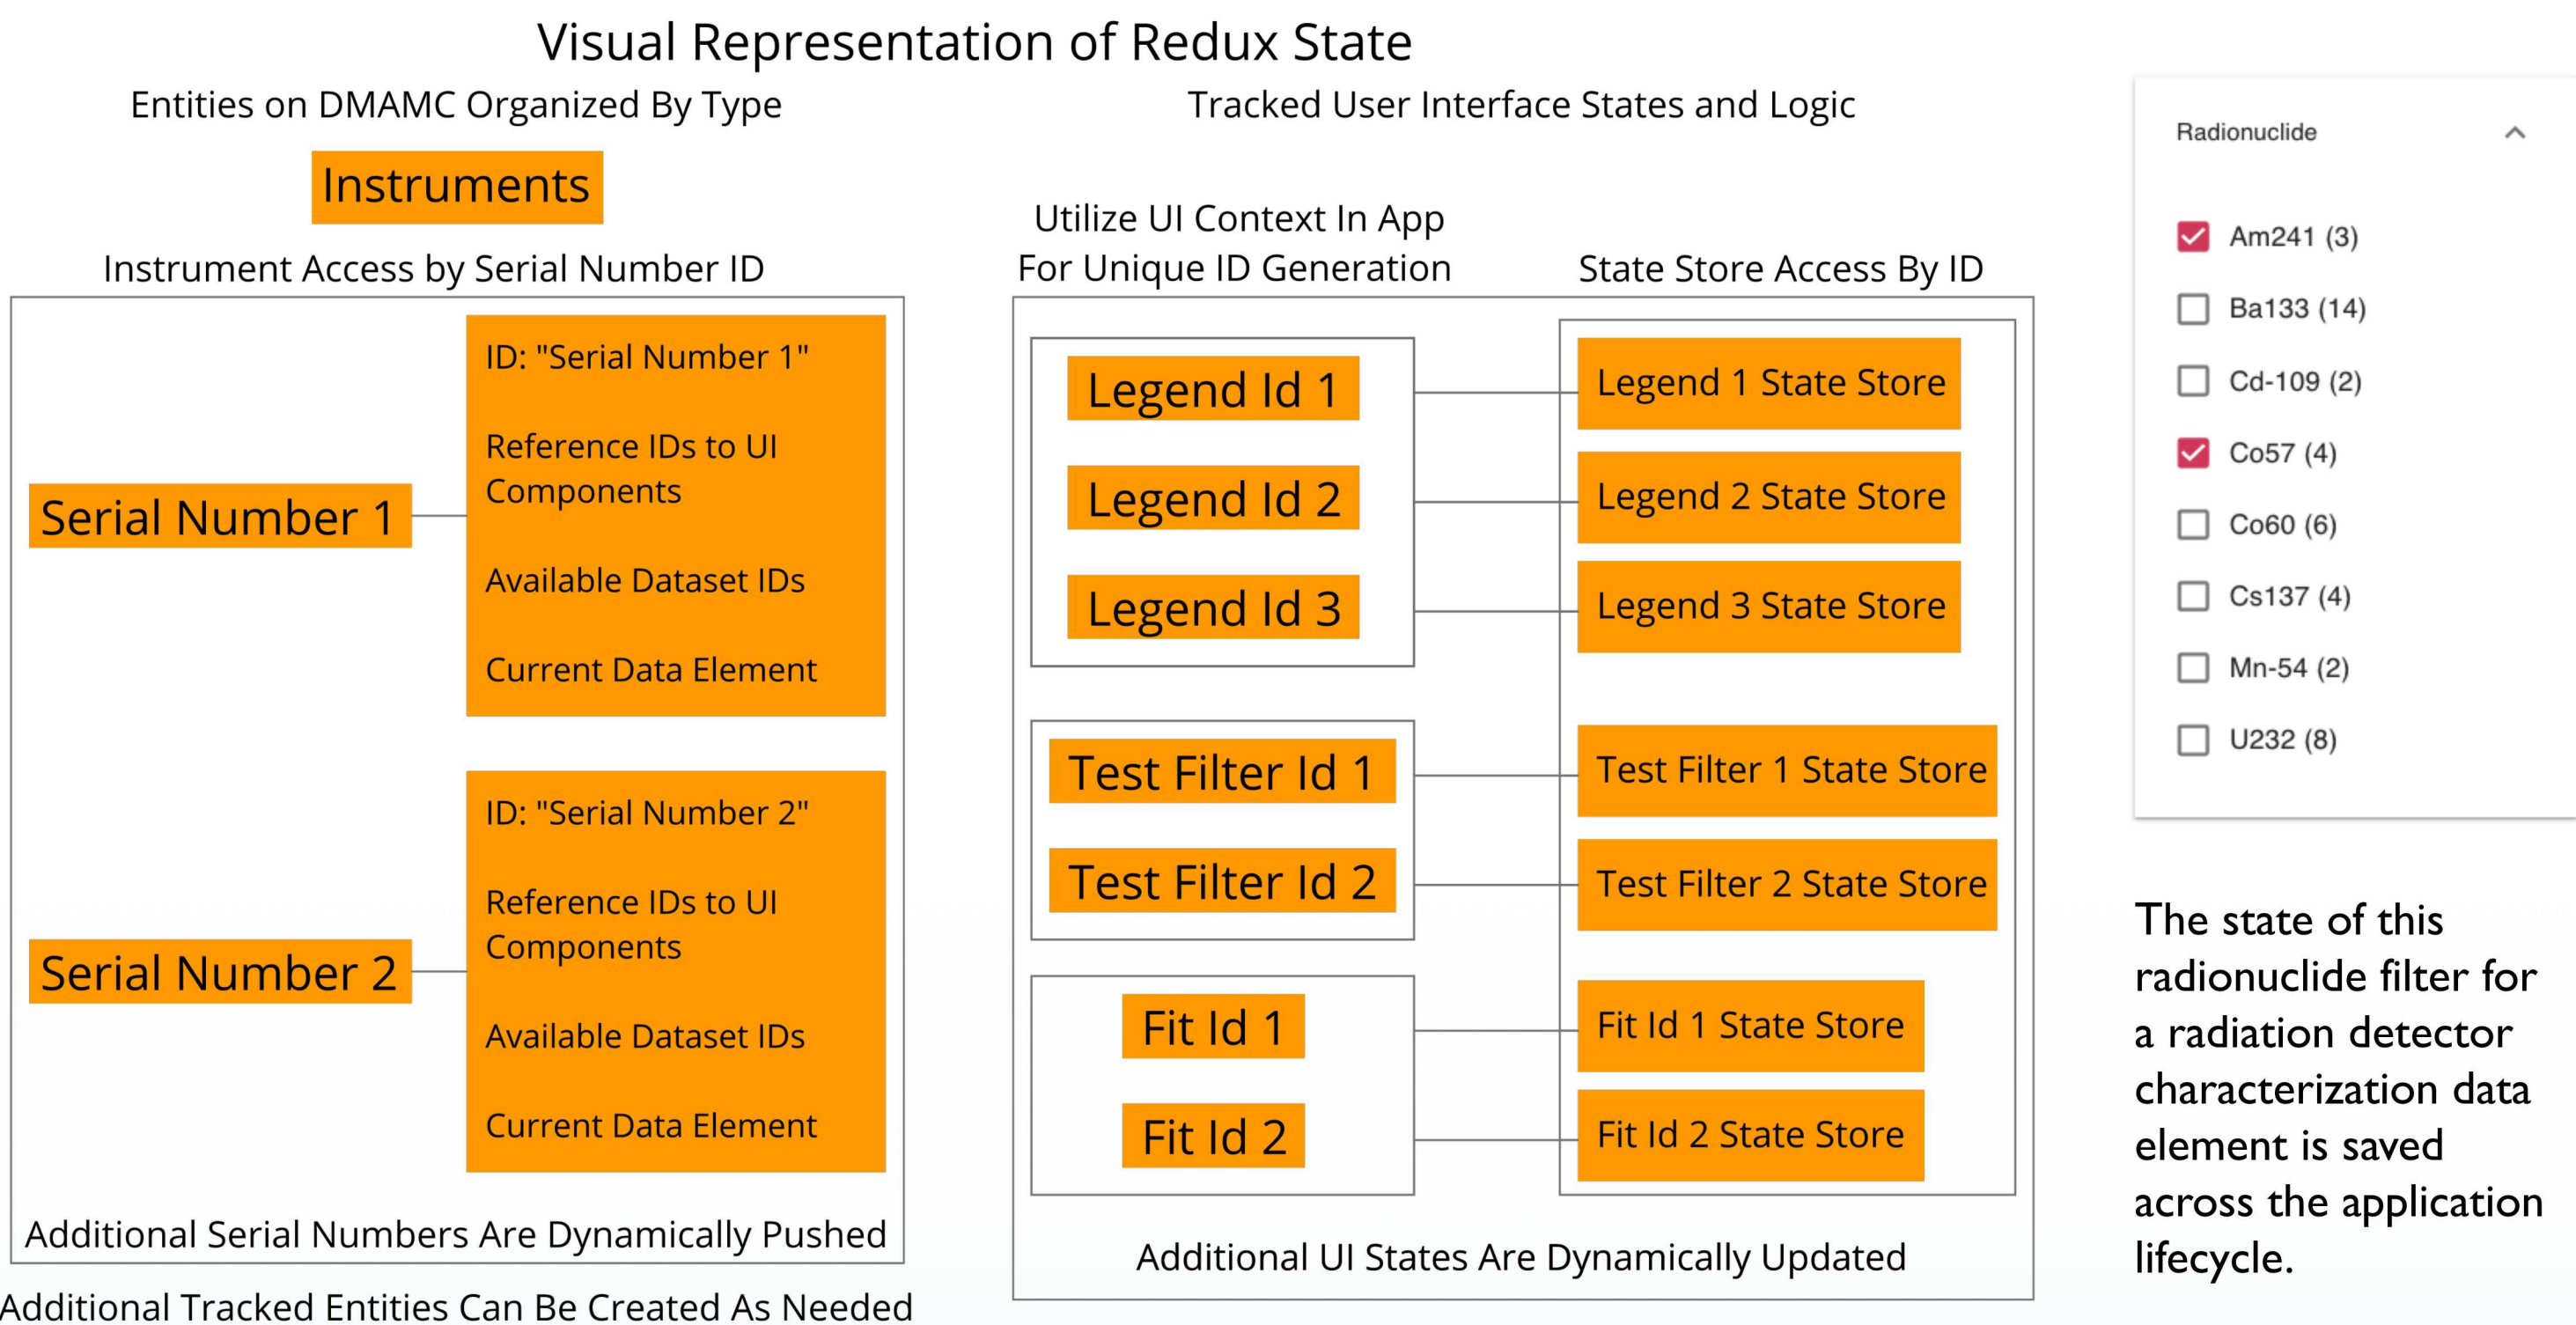 Visual Representation of Redux State
Entities on DMAMC Organized By Type
Instruments
Instrument Access by Serial Number ID
Serial Number 1
ID: "Serial Number 1"
Reference IDs to UI
Components
Available Dataset IDs
Current Data Element
Serial Number 2
ID: "Serial Number 2"
Reference IDs to UI
Components
Available Dataset IDs
Current Data Element
Additional Serial Numbers Are Dynamically Pushed
Additional Tracked Entities Can Be Created As Needed
Tracked User Interface States and Logic
Utilize UI Context In App
For Unique ID Generation
State Store Access By ID
Legend Id 1
Legend 1 State Store
Legend Id 2
Legend 2 State Store
Legend Id 3
Legend 3 State Store
Test Filter Id 1
Test Filter 1 State Store
Test Filter Id 2
Test Filter 2 State Store
Fit Id 1
Fit Id 1 State Store
Fit Id 2
Fit Id 2 State Store
Additional UI States Are Dynamically Updated
Radionuclide
Am241 (3)
Ba133 (14)
Cd-109 (2)
Co57 (4)
Co60 (6)
Cs137 (4)
Mn-54 (2)
U232 (8)
The state of this
radionuclide filter for
a radiation detector
characterization data
element is saved
across the application
lifecycle.